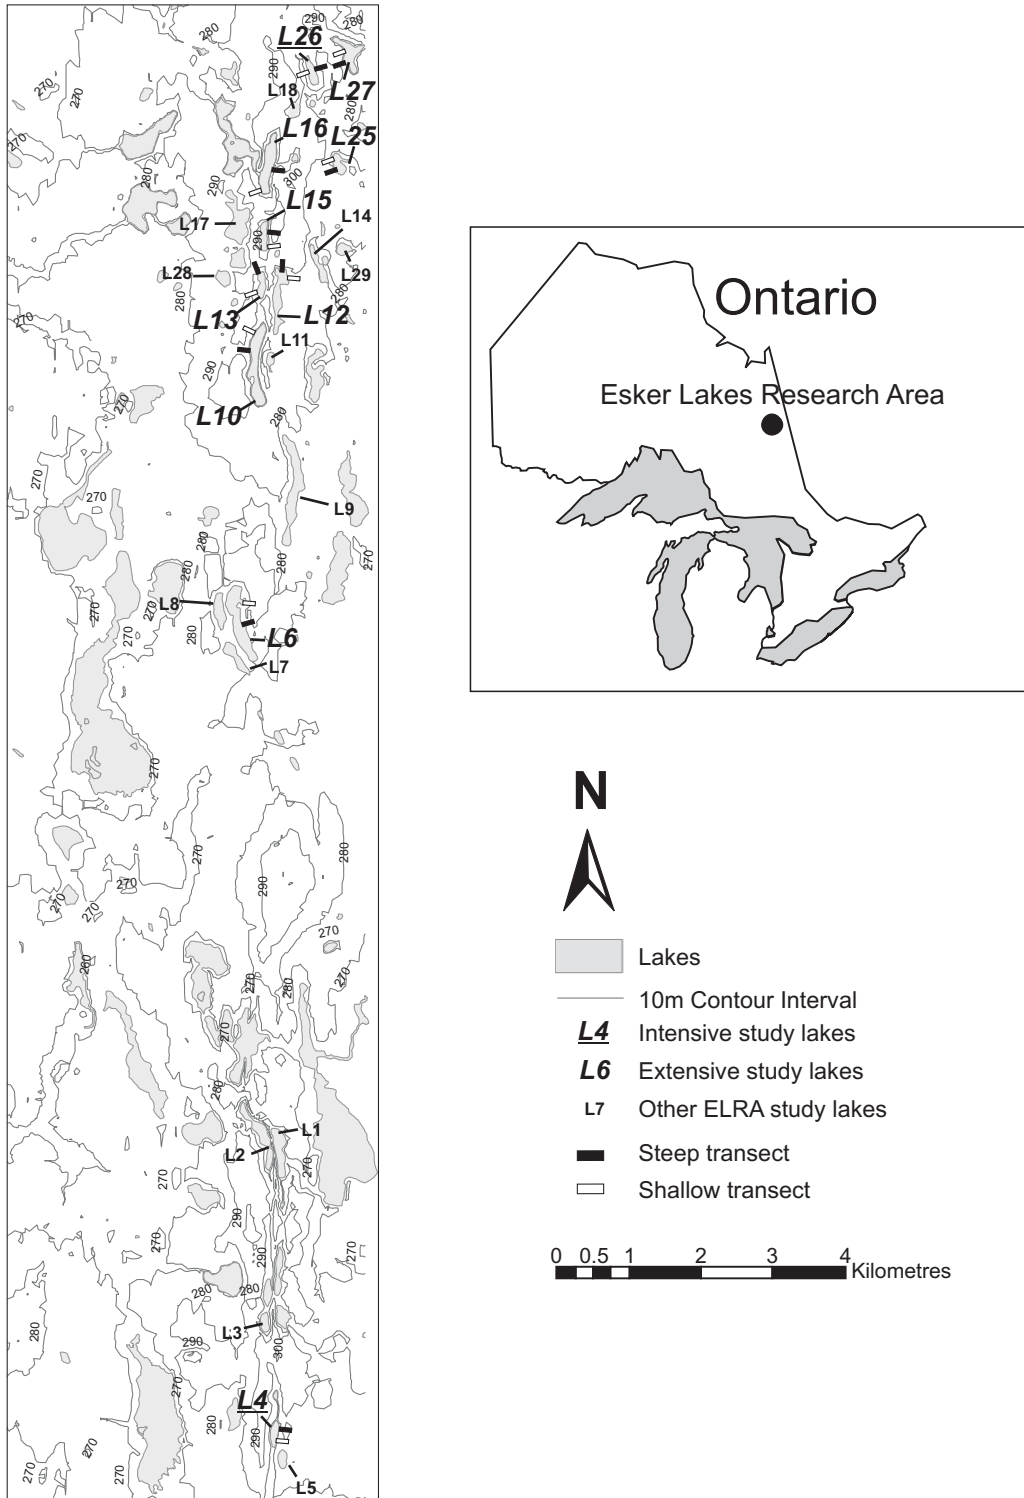 290
280
280
L26
290
270
270
L27
L18
280
L16
L25
270
300
280
290
L15
L14
L17
290
L29
L28
280
280
270
L13
L12
L11
290
270
L10
280
270
270
L9
280
280
270
280
L8
270
270
270
280
L6
L7
270
280
270
290
270
270
270
270
280
270
270
280
270
280
L1
L2
270
270
290
270
290
270
280
280
L3
280
290
300
270
L4
280
290
270
270
270
L5
Ontario
Esker Lakes Research Area
N
Lakes
10m Contour Interval
L4 Intensive study lakes
L6 Extensive study lakes
L7 Other ELRA study lakes
Steep transect
Shallow transect
0 0.5 1 2 3 4
Kilometres